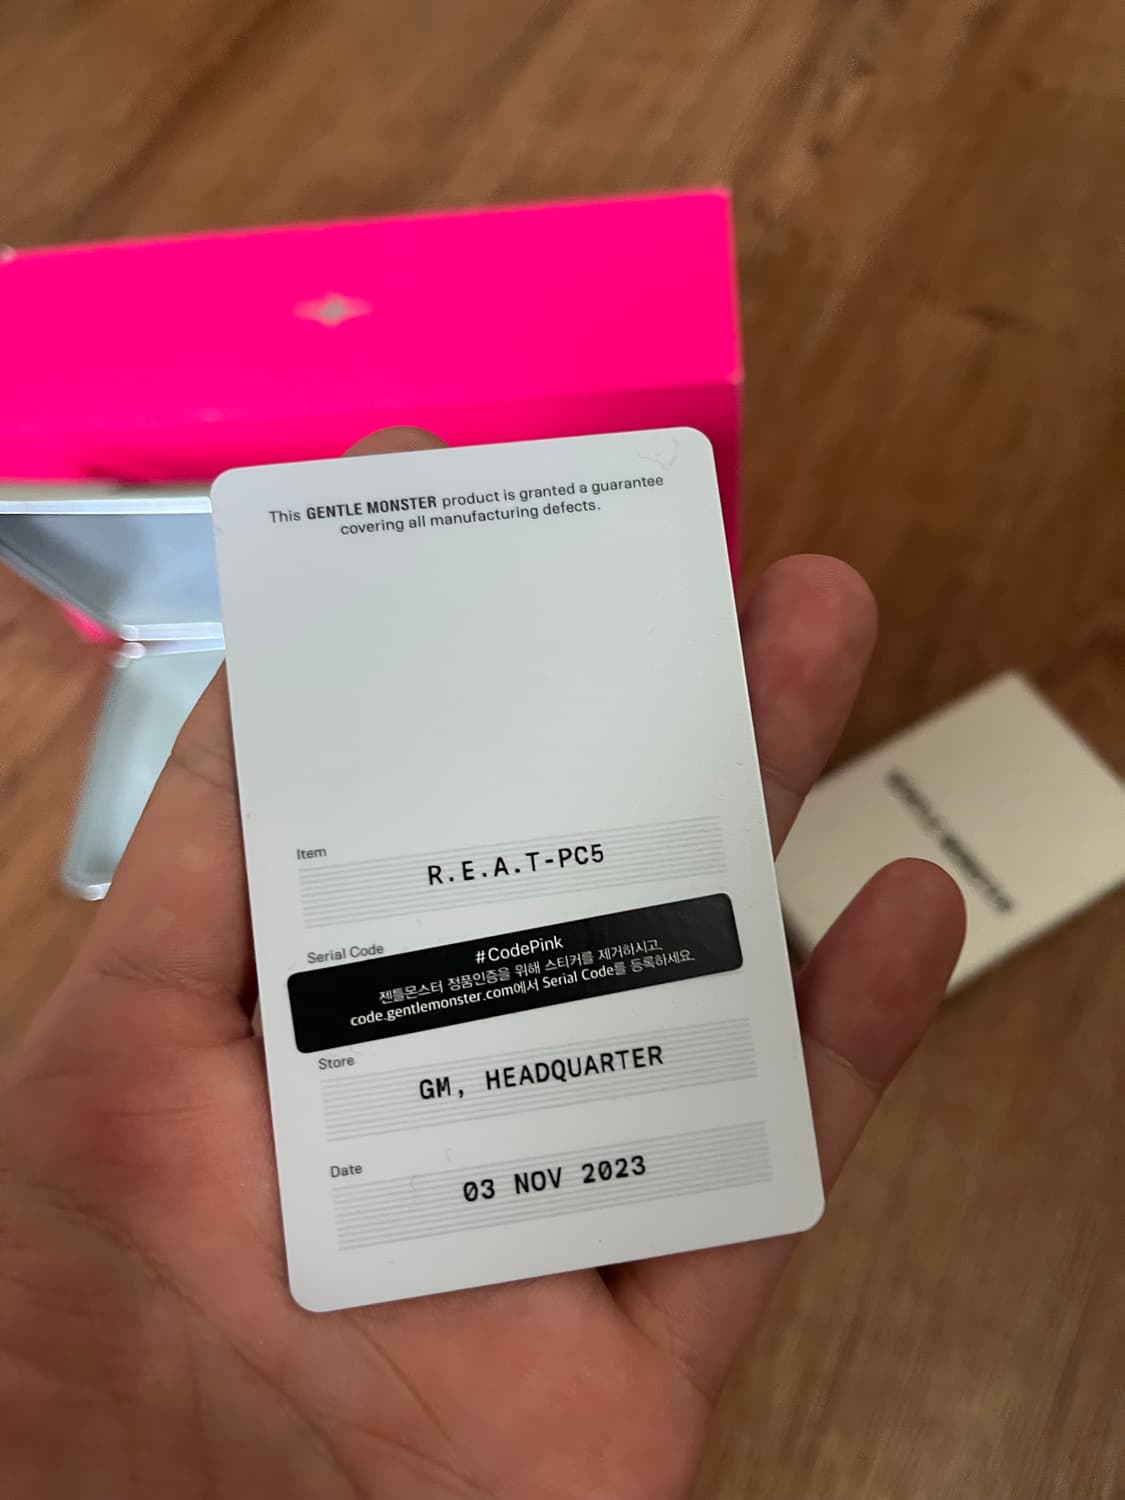 This GENTLE MONSTER product is granted a guarantee
covering all manufacturing defects.
Item
R.E.A.T-PC5
Serial Code
#CodePink
젠틀몬스터 정품인증을 위해 스티커를 제거하시고,
code.gentlemonster.com에서 Serial Code를 등록하세요.
Store
GM, HEADQUARTER
Date
03 NOV 2023